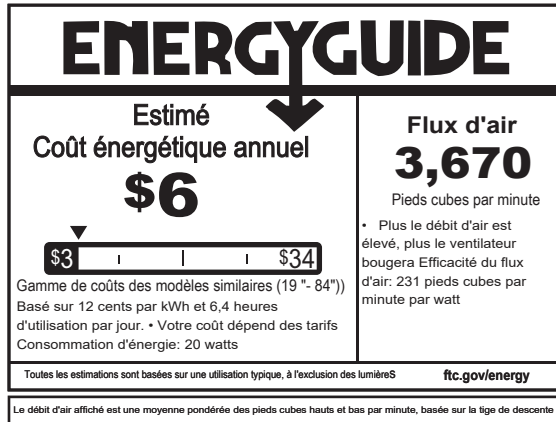 ENERGYGUIDE
Estimé
Coût énergétique annuel
$6
$3
$34
Gamme de coûts des modèles similaires (19 "- 84"))
Basé sur 12 cents par kWh et 6,4 heures
d'utilisation par jour. • Votre coût dépend des tarifs
Consommation d'énergie: 20 watts
Flux d'air
3,670
Pieds cubes par minute
• Plus le débit d'air est
élevé, plus le ventilateur
bougera Efficacité du flux
d'air: 231 pieds cubes par
minute par watt
Toutes les estimations sont basées sur une utilisation typique, à l'exclusion des lumièreS
ftc.gov/energy
Le débit d'air affiché est une moyenne pondérée des pieds cubes hauts et bas par minute, basée sur la tige de descente